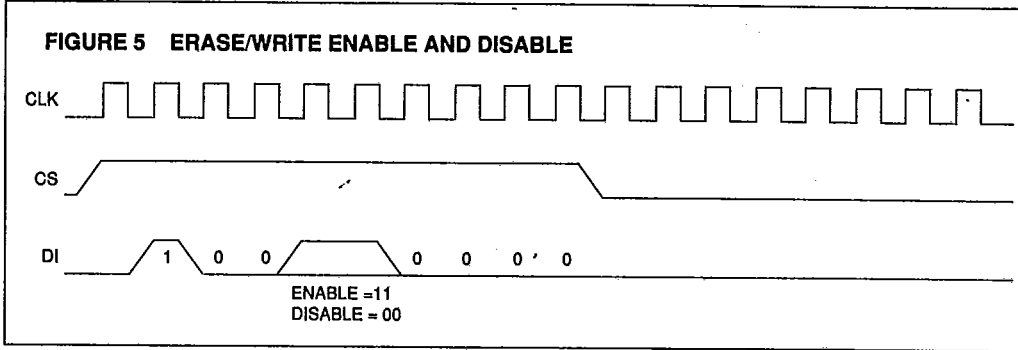 FIGURE 5 ERASE/WRITE ENABLE AND DISABLE
CLK
CS
DI 1 0 0 0 0 0 0
ENABLE =11
DISABLE = 00